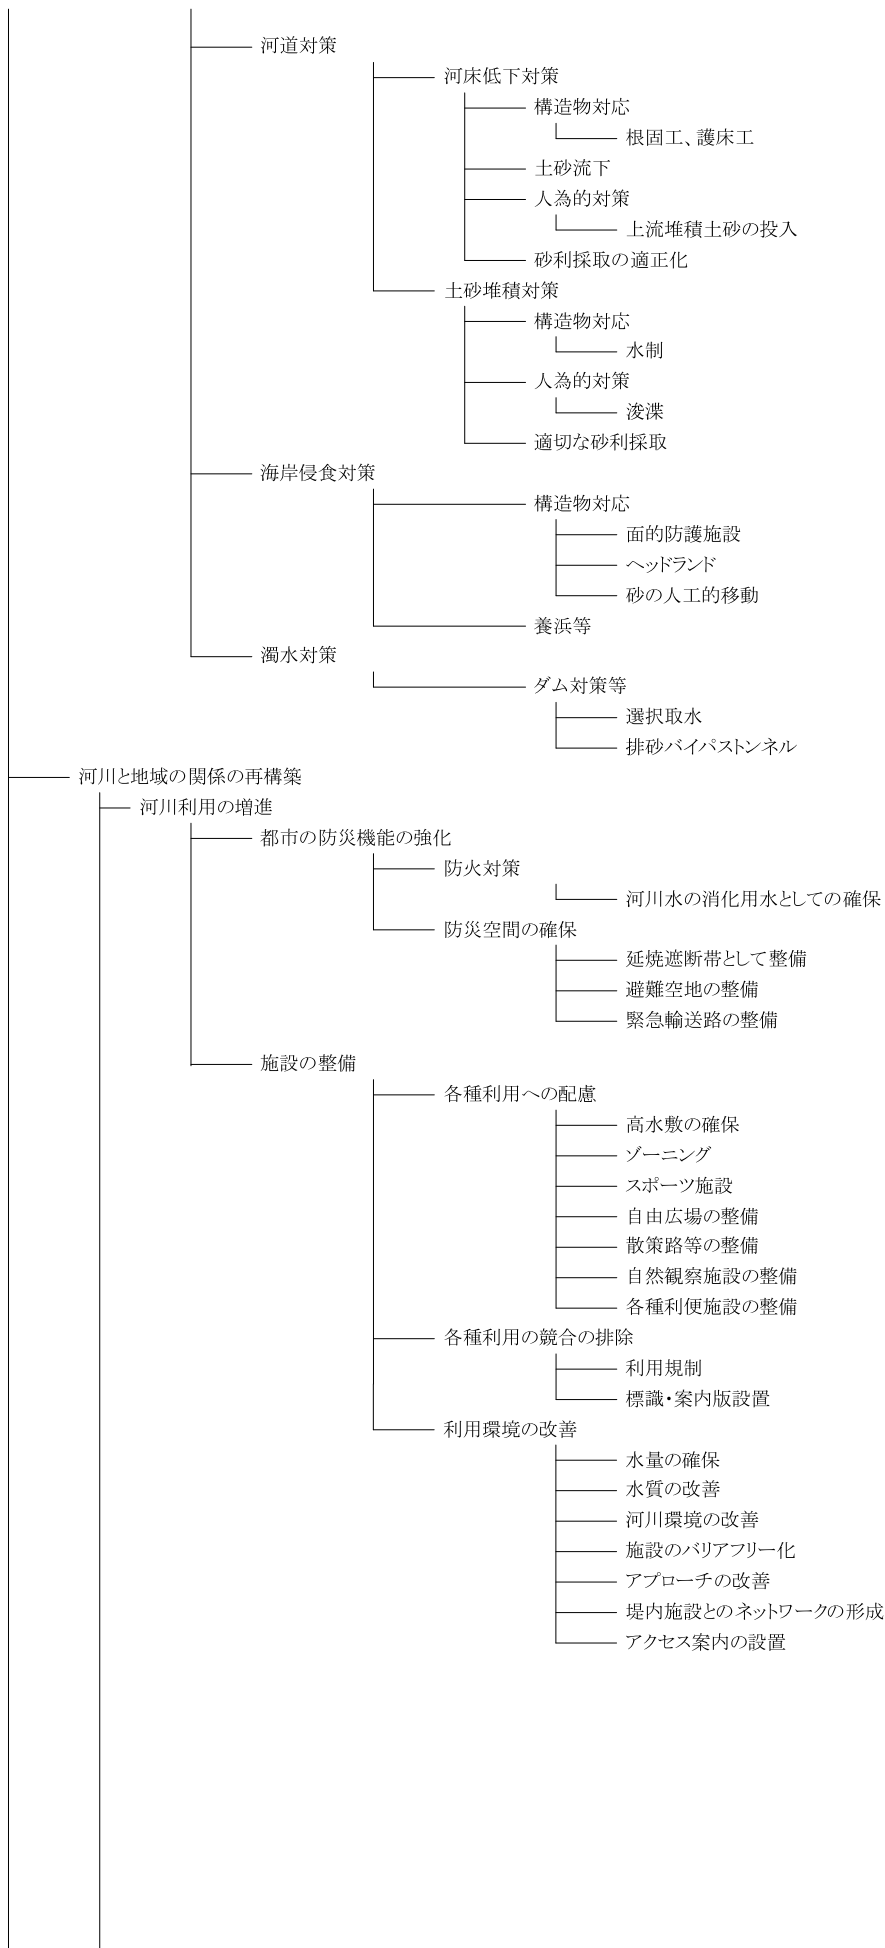 河道対策
河床低下対策
構造物対応
根固工、護床工
土砂流下
人為的対策
上流堆積土砂の投入
砂利採取の適正化
土砂堆積対策
構造物対応
水制
人為的対策
浚渫
適切な砂利採取
海岸侵食対策
構造物対応
面的防護施設
ヘッドランド
砂の人工的移動
養浜等
濁水対策
ダム対策等
選択取水
排砂バイパストンネル
河川と地域の関係の再構築
河川利用の増進
都市の防災機能の強化
防火対策
河川水の消化用水としての確保
防災空間の確保
延焼遮断帯として整備
避難空地の整備
緊急輸送路の整備
施設の整備
各種利用への配慮
高水敷の確保
ゾーニング
スポーツ施設
自由広場の整備
散策路等の整備
自然観察施設の整備
各種利便施設の整備
各種利用の競合の排除
利用規制
標識・案内版設置
利用環境の改善
水量の確保
水質の改善
河川環境の改善
施設のバリアフリー化
アプローチの改善
堤内施設とのネットワークの形成
アクセス案内の設置